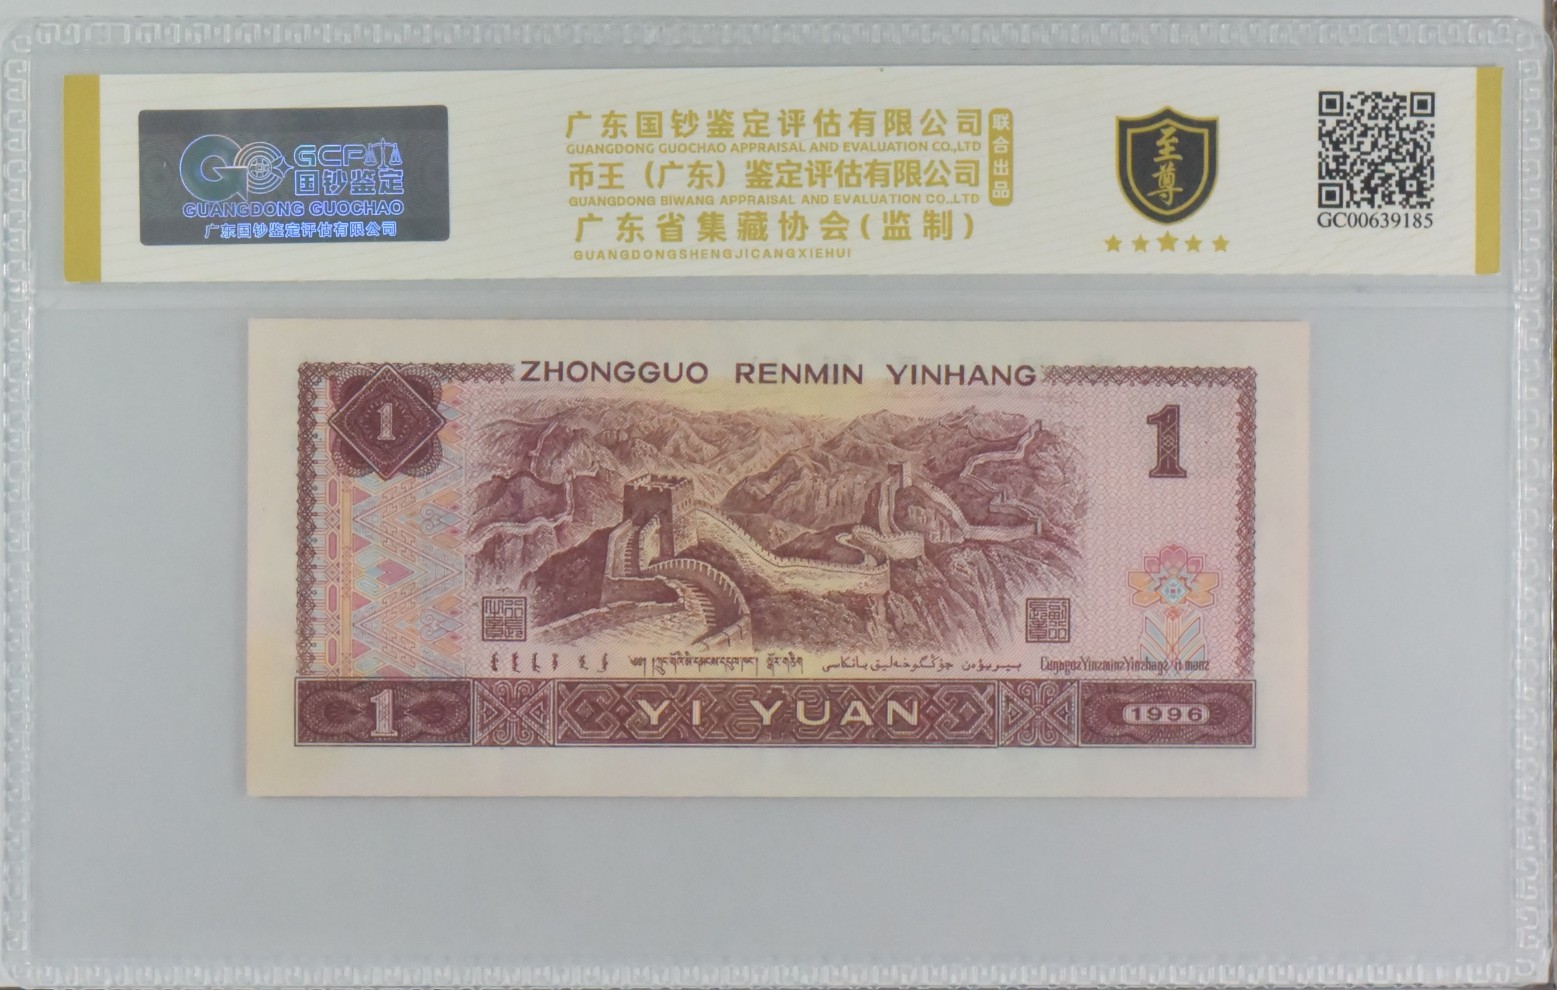 GCP
国钞鉴定
GUANGDONG GUOCHAO
广东国钞鉴定评估有限公司
广东国钞鉴定评估有限公司
GUANGDONG GUOCHAO APPRAISAL AND EVALUATION CO.,LTD
币王（广东）鉴定评估有限公司
GUANGDONG BIWANG APPRAISAL AND EVALUATION CO.,LTD
广东省集藏协会(监制)
GUANGDONGSHENGJICANGXIEHUI
联合出品
至尊
GC00639185
ZHONGGUO RENMIN YINHANG
1
1
1 YI YUAN 1996